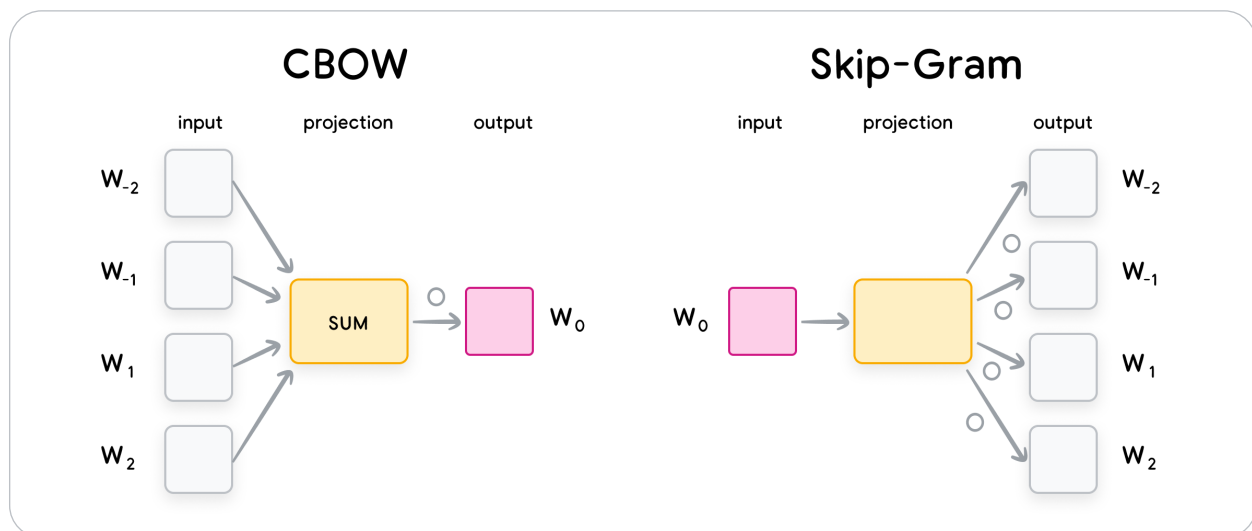 CBOW
input projection output
W-2
W-1
W1
W2
SUM
W0
Skip-Gram
input projection output
W0
W-2
W-1
W1
W2